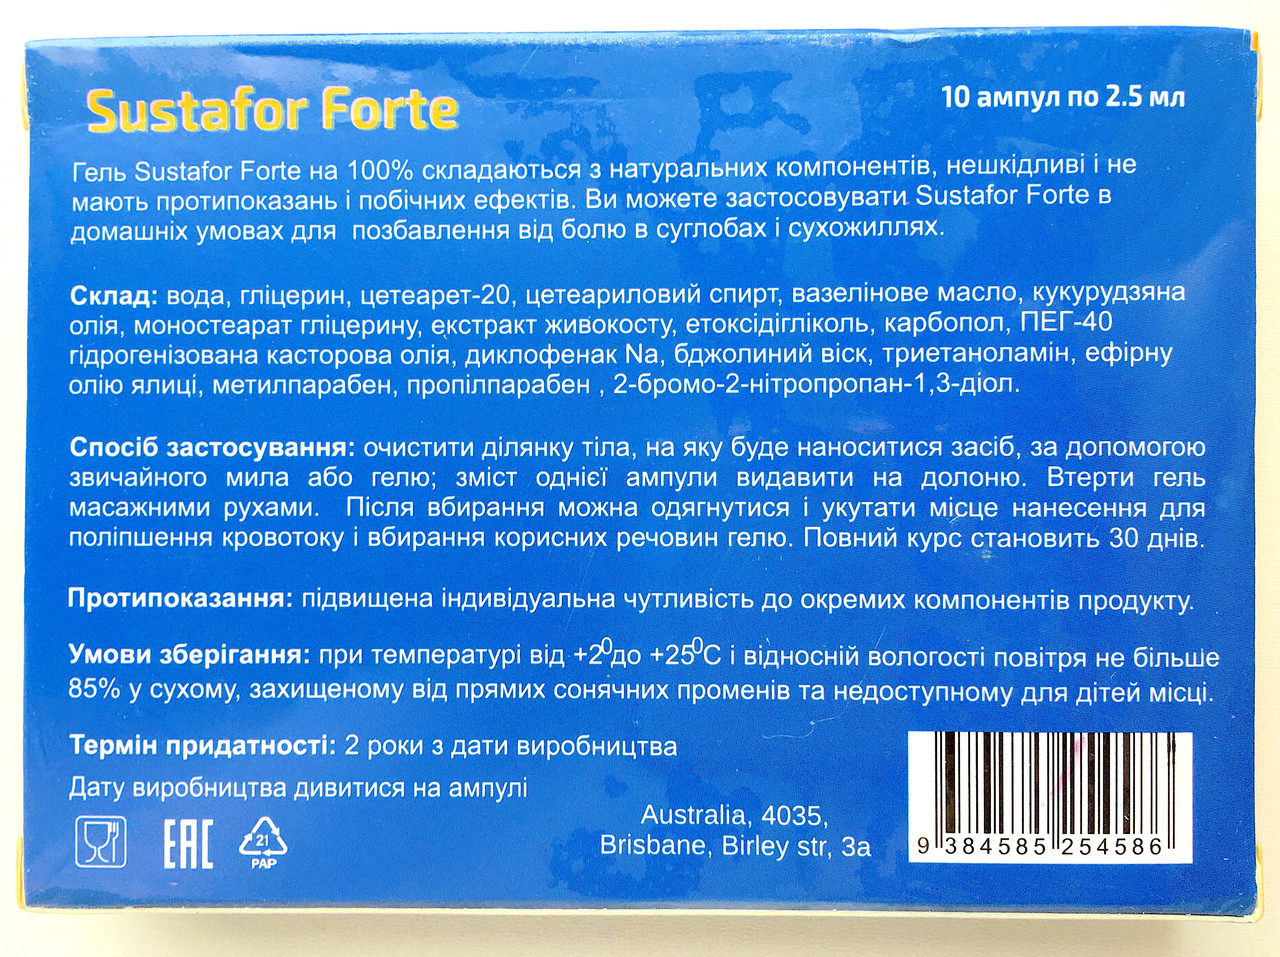 Sustafor Forte
10 ампул по 2.5 мл
Гель Sustafor Forte на 100% складаються з натуральних компонентів, нешкідливі і не
мають протипоказань і побічних ефектів. Ви можете застосовувати Sustafor Forte в
домашніх умовах для позбавлення від болю в суглобах і сухожиллях.
Склад: вода, гліцерин, цетеарет-20, цетеариловий спирт, вазелінове масло, кукурудзяна
олія, моностеарат гліцерину, екстракт живокосту, етоксідігліколь, карбопол, ПЕГ-40
гідрогенізована касторова олія, диклофенак Na, бджолиний віск, триетаноламін, ефірну
олію ялиці, метилпарабен, пропілпарабен , 2-бромо-2-нітропропан-1,3-діол.
Спосіб застосування: очистити ділянку тіла, на яку буде наноситися засіб, за допомогою
звичайного мила або гелю; зміст однієї ампули видавити на долоню. Втерти гель
масажними рухами. Після вбирання можна одягнутися і укутати місце нанесення для
поліпшення кровотоку і вбирання корисних речовин гелю. Повний курс становить 30 днів.
Протипоказання: підвищена індивідуальна чутливість до окремих компонентів продукту.
Умови зберігання: при температурі від +2⁰до +25⁰С і відносній вологості повітря не більше
85% у сухому, захищеному від прямих сонячних променів та недоступному для дітей місці.
Термін придатності: 2 роки з дати виробництва
Дату виробництва дивитися на ампулі
EAC
21
PAP
Australia, 4035,
Brisbane, Birley str, 3a
9 384585 254586